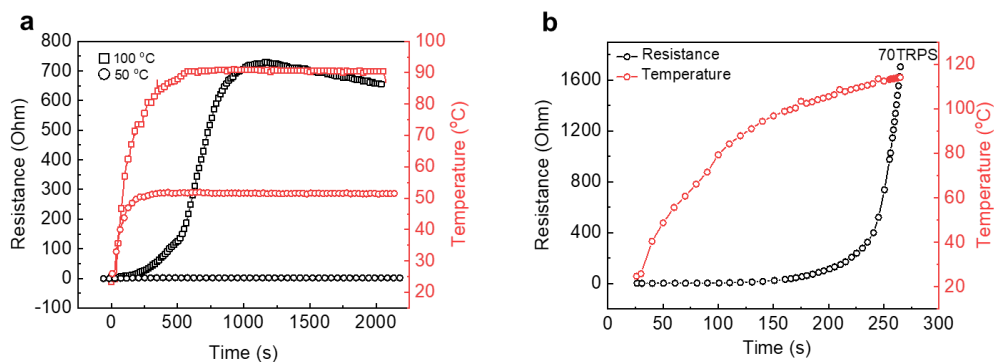 a
800
700
600
500
400
300
200
100
0
-100
Resistance (Ohm)
100 °C
50 °C
100
90
80
70
60
50
40
30
20
Temperature (°C)
0 500 1000 1500 2000
Time (s)
b
1600
1200
800
400
0
Resistance (Ohm)
Resistance
Temperature
70TRPS
120
100
80
60
40
20
Temperature (°C)
0 50 100 150 200 250 300
Time (s)